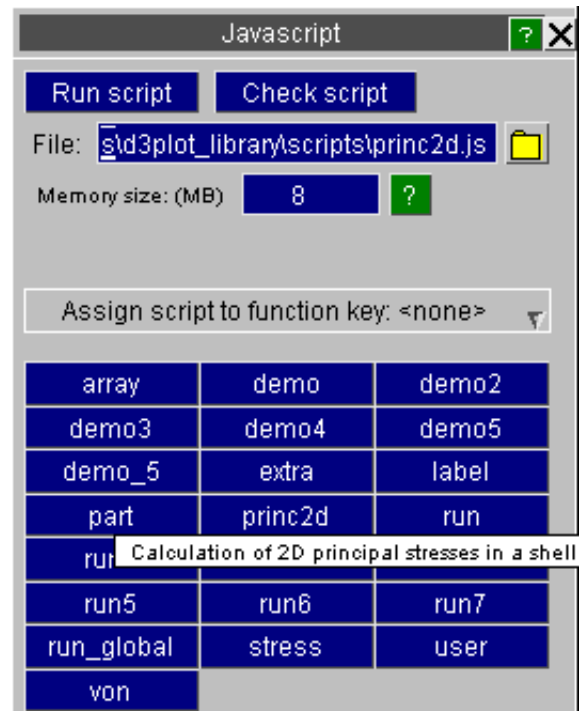 Javascript ?
Run script Check script
File: s\d3plot_library\scripts\princ2d.js
Memory size: (MB) 8 ?
Assign script to function key: <none>
array demo demo2
demo3 demo4 demo5
demo_5 extra label
part princ2d run
Calculation of 2D principal stresses in a shell
run5 run6 run7
run_global stress user
von